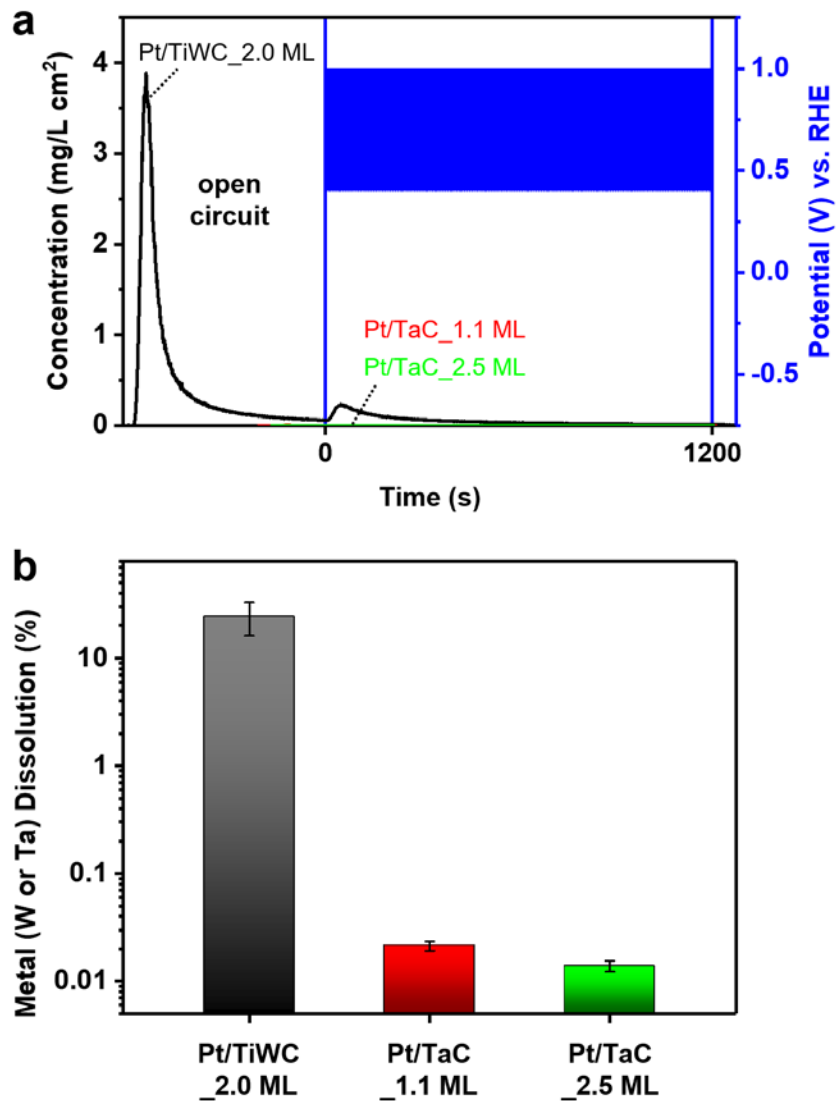 a
Pt/TiWC_2.0 ML
open
circuit
Pt/TaC_1.1 ML
Pt/TaC_2.5 ML
Concentration (mg/L cm²)
4
3
2
1
0
Potential (V) vs. RHE
1.0
0.5
0.0
-0.5
0
1200
Time (s)
b
Metal (W or Ta) Dissolution (%)
10
1
0.1
0.01
Pt/TiWC
_2.0 ML
Pt/TaC
_1.1 ML
Pt/TaC
_2.5 ML